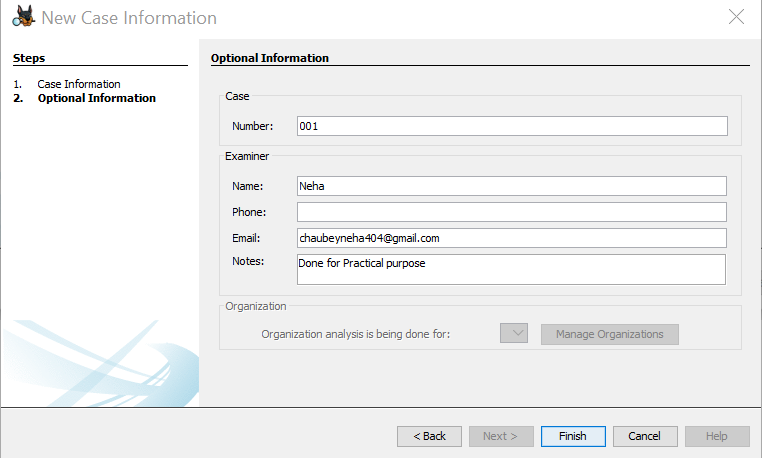 New Case Information
Steps
1. Case Information
2. Optional Information
Optional Information
Case
Number: 001
Examiner
Name: Neha
Phone:
Email: chaubeyneha404@gmail.com
Notes: Done for Practical purpose
Organization
Organization analysis is being done for: Manage Organizations
< Back Next > Finish Cancel Help